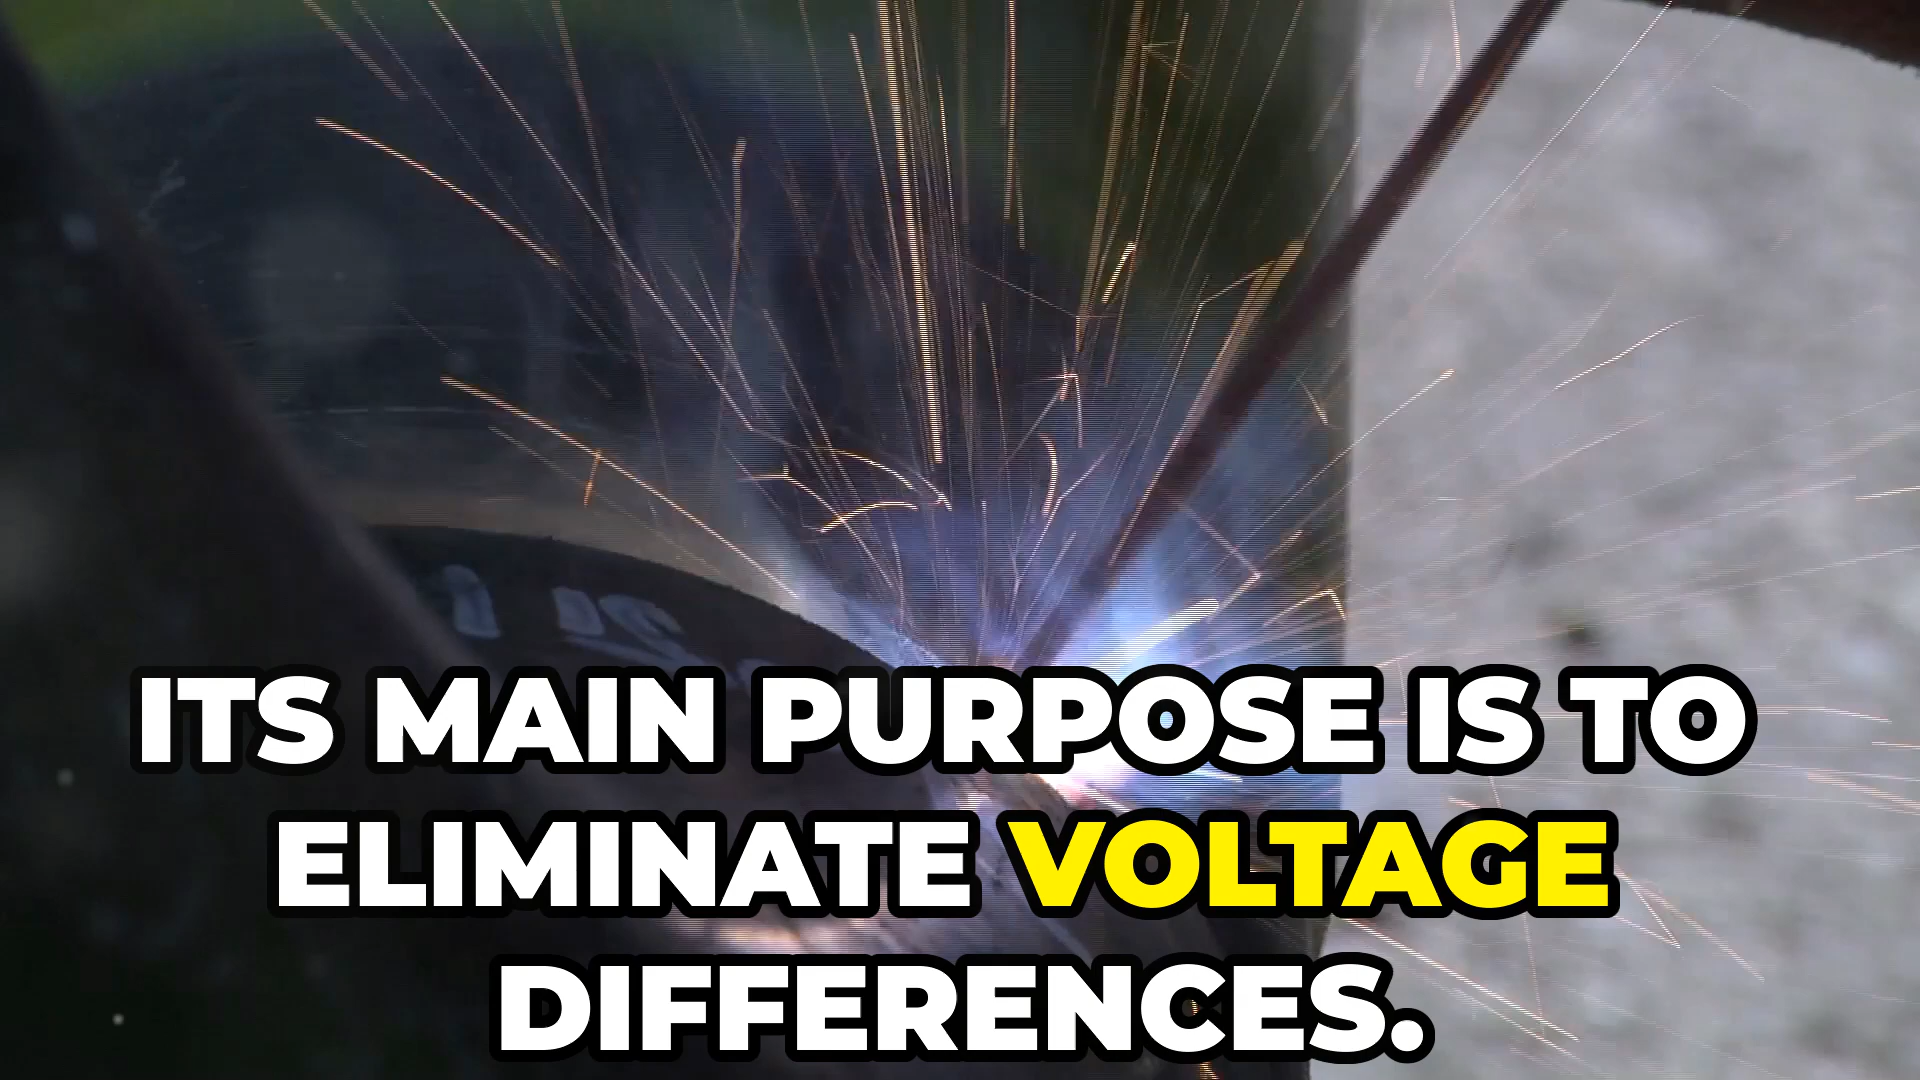 ITS MAIN PURPOSE IS TO
ELIMINATE VOLTAGE
DIFFERENCES.